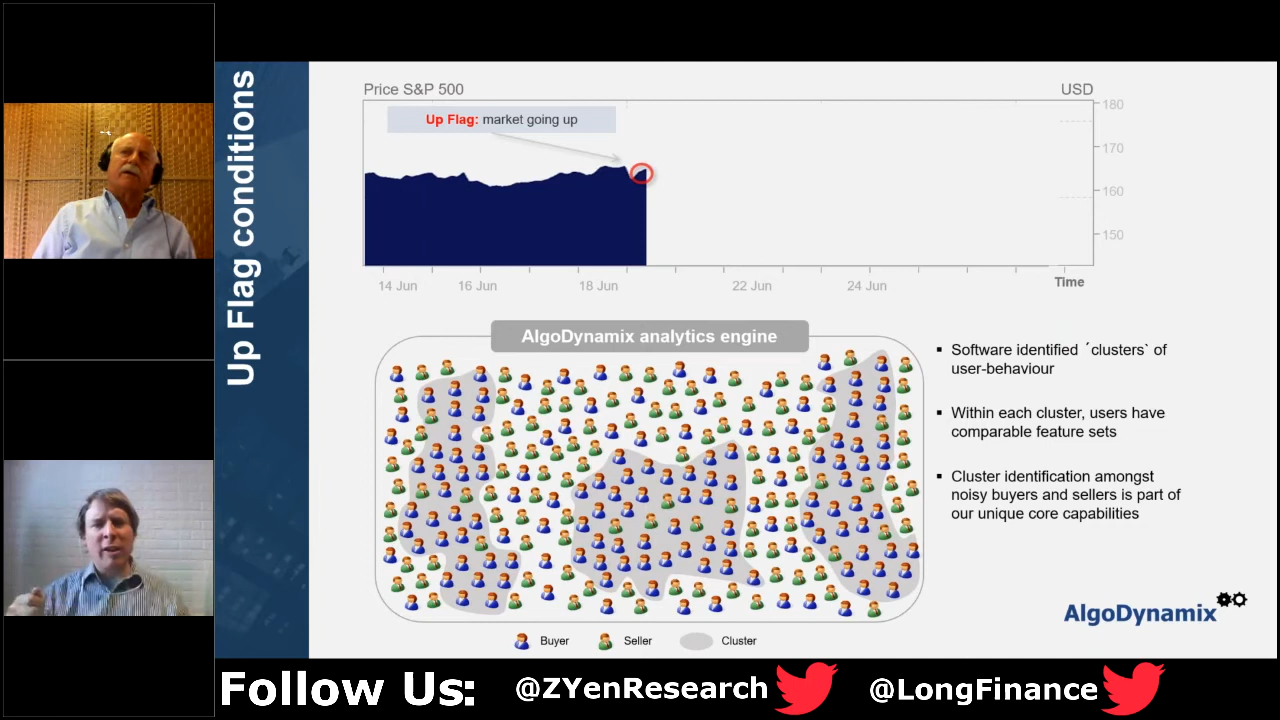 Up Flag conditions
Price S&P 500
USD
Up Flag: market going up
180
170
160
150
14 Jun
16 Jun
18 Jun
22 Jun
24 Jun
Time
AlgoDynamix analytics engine
▪ Software identified ´clusters` of
user-behaviour
▪ Within each cluster, users have
comparable feature sets
▪ Cluster identification amongst
noisy buyers and sellers is part of
our unique core capabilities
AlgoDynamix
Buyer
Seller
Cluster
Follow Us:
@ZYenResearch
@LongFinance